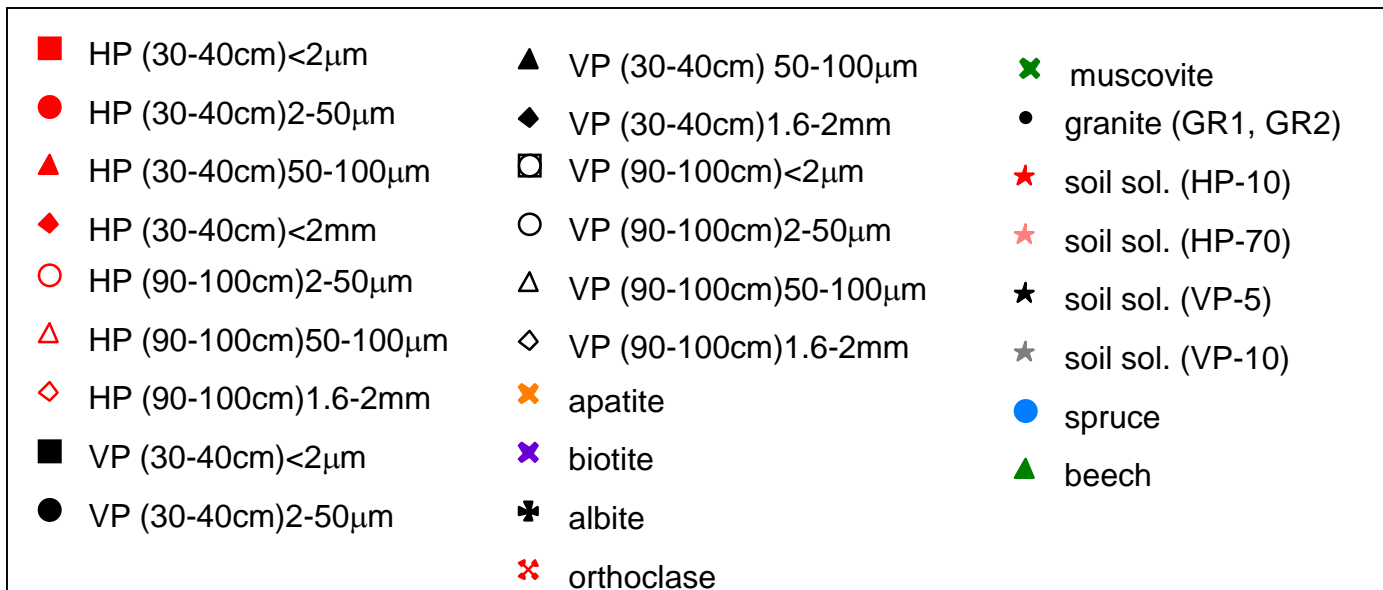 HP (30-40cm)<2μm
HP (30-40cm)2-50μm
HP (30-40cm)50-100μm
HP (30-40cm)<2mm
HP (90-100cm)2-50μm
HP (90-100cm)50-100μm
HP (90-100cm)1.6-2mm
VP (30-40cm)<2μm
VP (30-40cm)2-50μm
VP (30-40cm) 50-100μm
VP (30-40cm)1.6-2mm
VP (90-100cm)<2μm
VP (90-100cm)2-50μm
VP (90-100cm)50-100μm
VP (90-100cm)1.6-2mm
apatite
biotite
albite
orthoclase
muscovite
granite (GR1, GR2)
soil sol. (HP-10)
soil sol. (HP-70)
soil sol. (VP-5)
soil sol. (VP-10)
spruce
beech